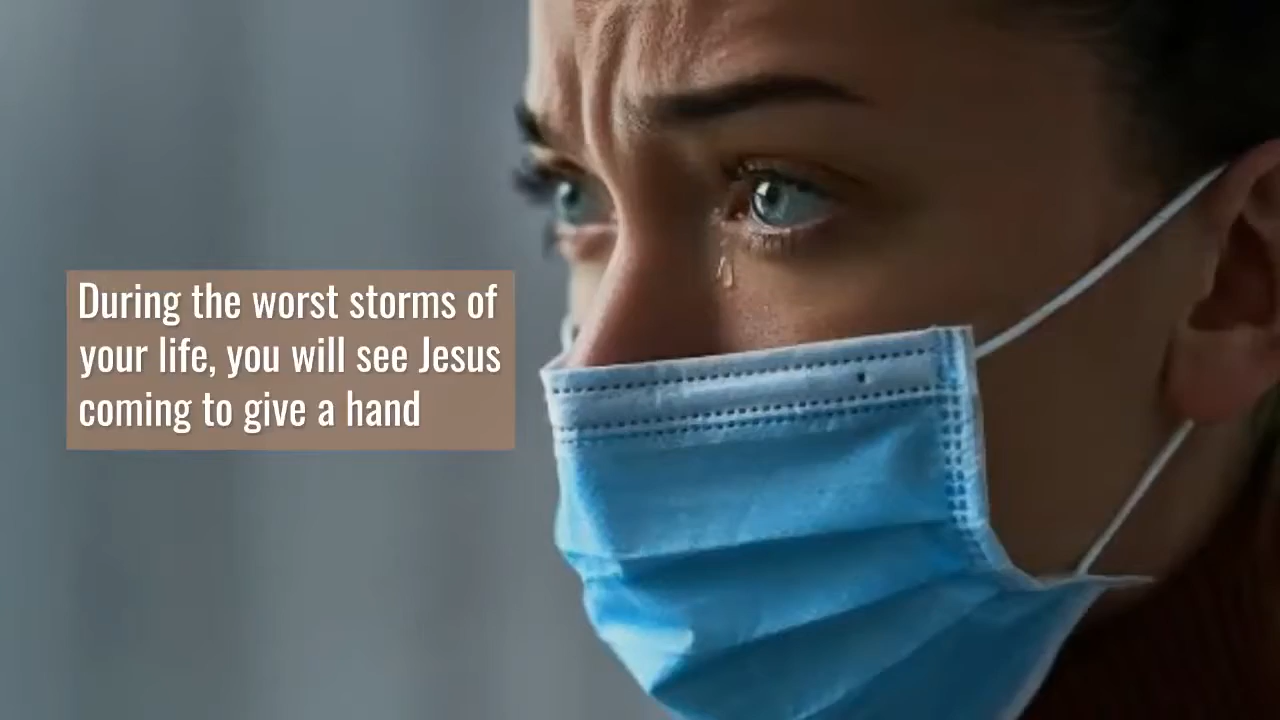 During the worst storms of
your life, you will see Jesus
coming to give a hand